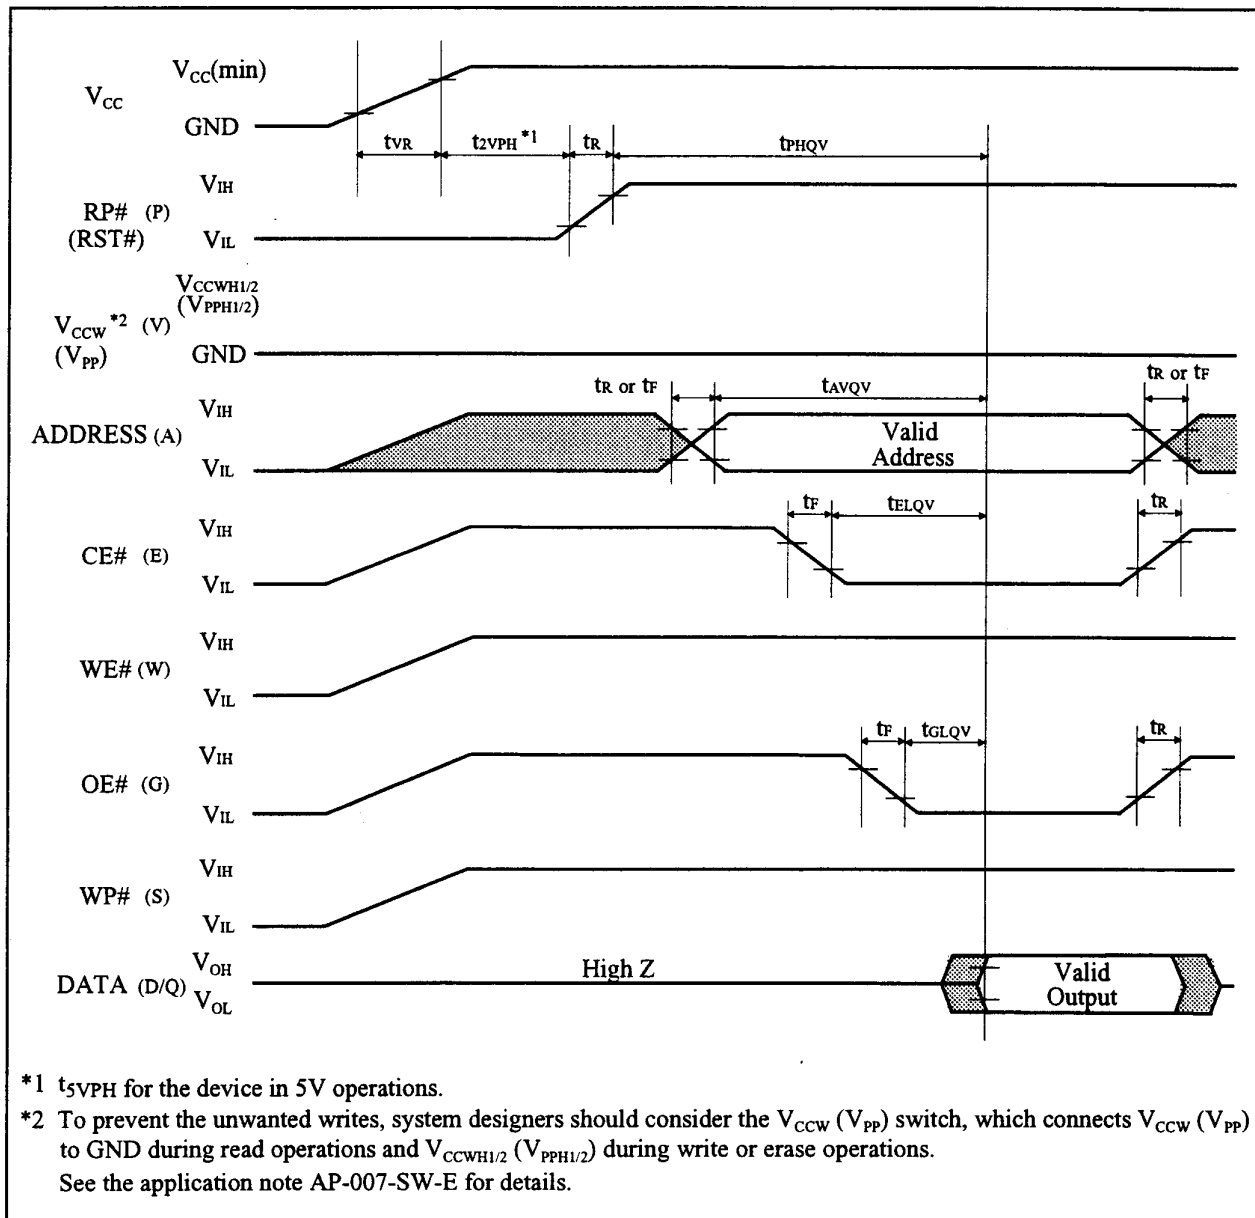 VCC(min)
VCC
GND
tVR
t2VPH *1
tR
tPHQV
VIH
RP# (P)
(RST#)
VIL
VCCWH1/2
(VPPH1/2)
VCCW *2 (V)
(VPP)
GND
tR or tF
tAVQV
tR or tF
VIH
ADDRESS (A)
Valid
Address
VIL
tF
tELQV
tR
VIH
CE# (E)
VIL
VIH
WE# (W)
VIL
tF
tGLQV
tR
VIH
OE# (G)
VIL
VIH
WP# (S)
VIL
VOH
High Z
DATA (D/Q)
Valid
Output
VOL
*1 t5VPH for the device in 5V operations.
*2 To prevent the unwanted writes, system designers should consider the VCCW (VPP) switch, which connects VCCW (VPP)
to GND during read operations and VCCWH1/2 (VPPH1/2) during write or erase operations.
See the application note AP-007-SW-E for details.